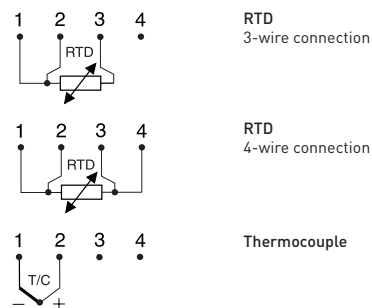 1 2 3 4
RTD
RTD
3-wire connection
1 2 3 4
RTD
RTD
4-wire connection
1 2 3 4
T/C
− +
Thermocouple